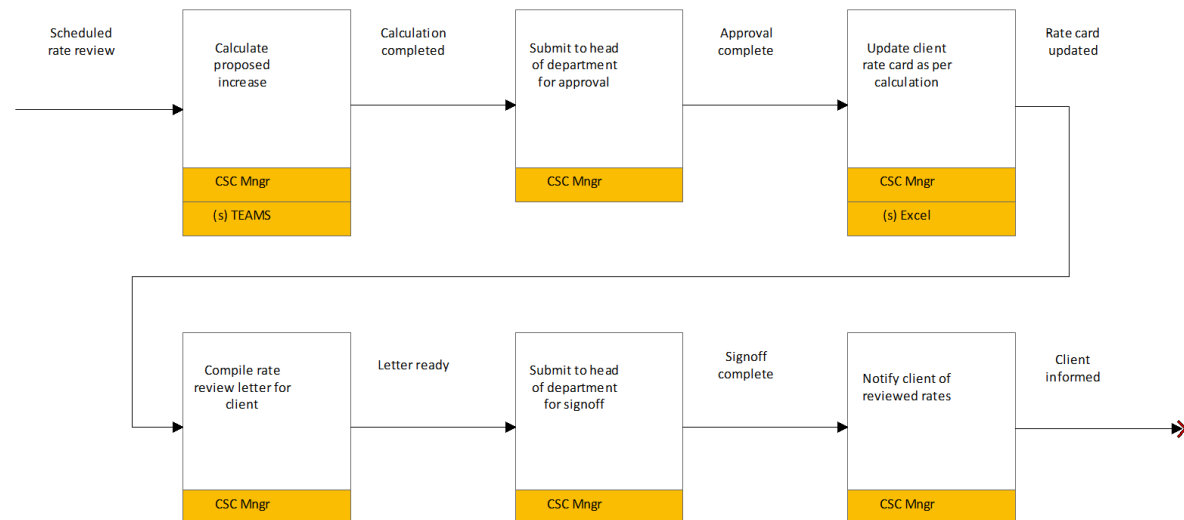 Scheduled
rate review
Calculate
proposed
increase
CSC Mngr
(s) TEAMS
Calculation
completed
Submit to head
of department
for approval
CSC Mngr
Approval
complete
Update client
rate card as per
calculation
CSC Mngr
(s) Excel
Rate card
updated
Compile rate
review letter for
client
CSC Mngr
Letter ready
Submit to head
of department
for signoff
CSC Mngr
Signoff
complete
Notify client of
reviewed rates
CSC Mngr
Client
informed